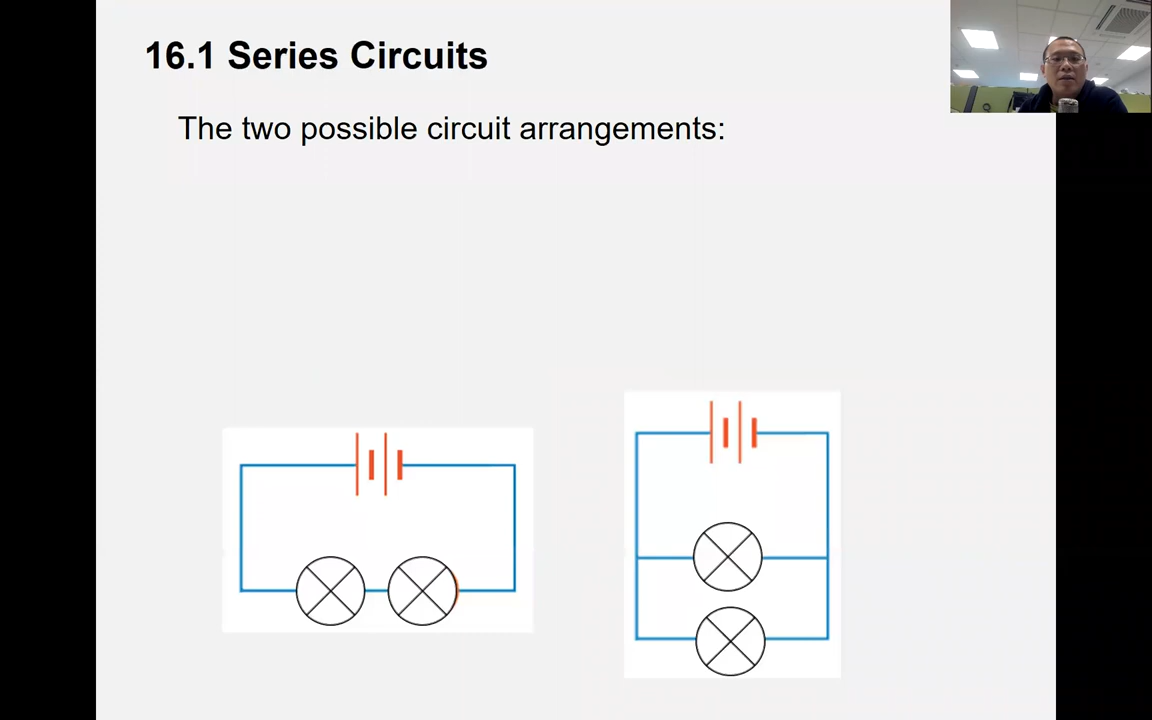 16.1 Series Circuits
The two possible circuit arrangements: